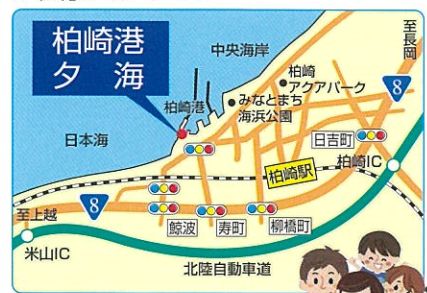 柏崎港
夕 海
中央海岸
至長岡
柏崎
アクアパーク
8
柏崎港
みなとまち
海浜公園
日本海
日吉町
柏崎IC
柏崎駅
至上越
8
鯨波
寿町
柳橋町
米山IC
北陸自動車道